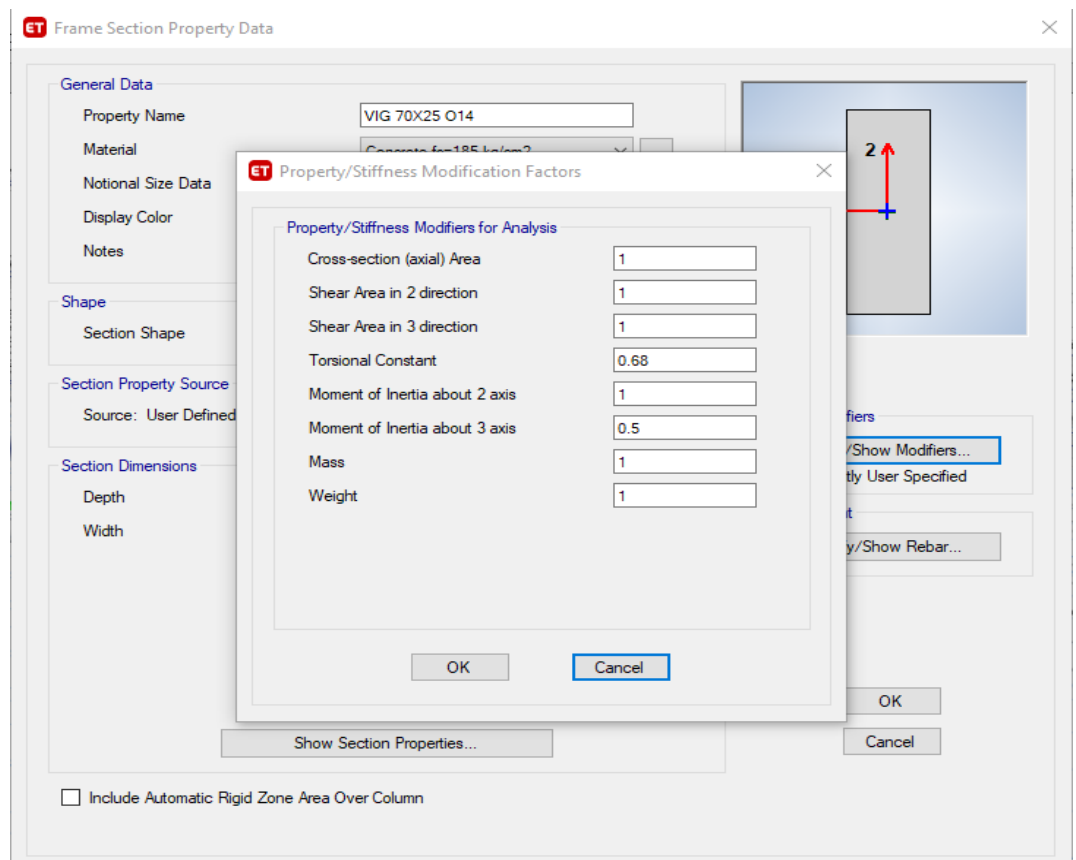 ET Frame Section Property Data
General Data
Property Name VIG 70X25 O14
Material Concrete fc=185 kg/cm2
Notional Size Data
Display Color
Notes
Shape
Section Shape
Section Property Source
Source: User Defined
Section Dimensions
Depth
Width
Show Section Properties...
Include Automatic Rigid Zone Area Over Column
ET Property/Stiffness Modification Factors
Property/Stiffness Modifiers for Analysis
Cross-section (axial) Area 1
Shear Area in 2 direction 1
Shear Area in 3 direction 1
Torsional Constant 0.68
Moment of Inertia about 2 axis 1
Moment of Inertia about 3 axis 0.5
Mass 1
Weight 1
OK Cancel
2
fiers
/Show Modifiers...
tly User Specified
t
y/Show Rebar...
OK
Cancel